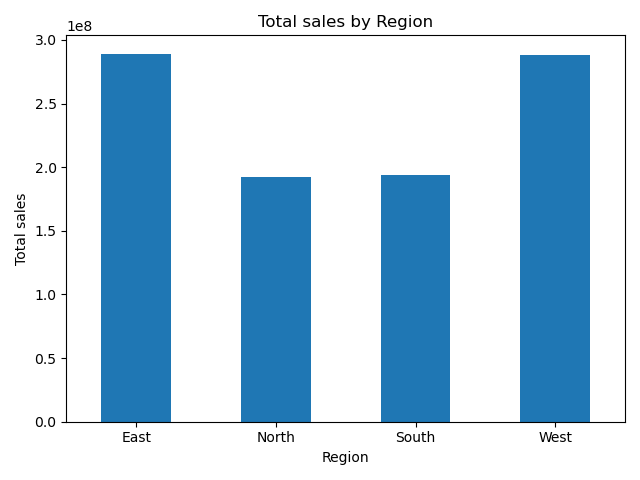 Total sales by Region
1e8
3.0
2.5
2.0
1.5
1.0
0.5
0.0
Total sales
East North South West
Region